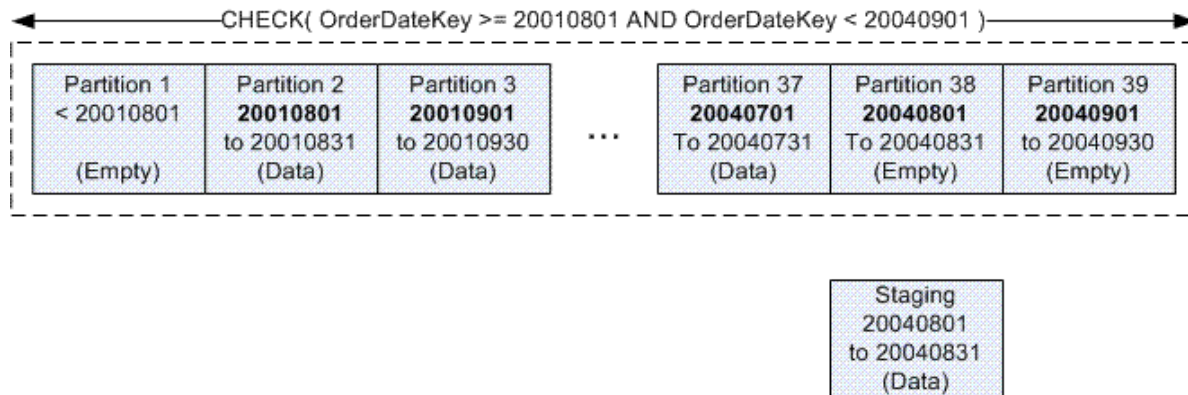 CHECK( OrderDateKey >= 20010801 AND OrderDateKey < 20040901 )
Partition 1
< 20010801
(Empty)
Partition 2
20010801
to 20010831
(Data)
Partition 3
20010901
to 20010930
(Data)
...
Partition 37
20040701
To 20040731
(Data)
Partition 38
20040801
To 20040831
(Empty)
Partition 39
20040901
to 20040930
(Empty)
Staging
20040801
to 20040831
(Data)